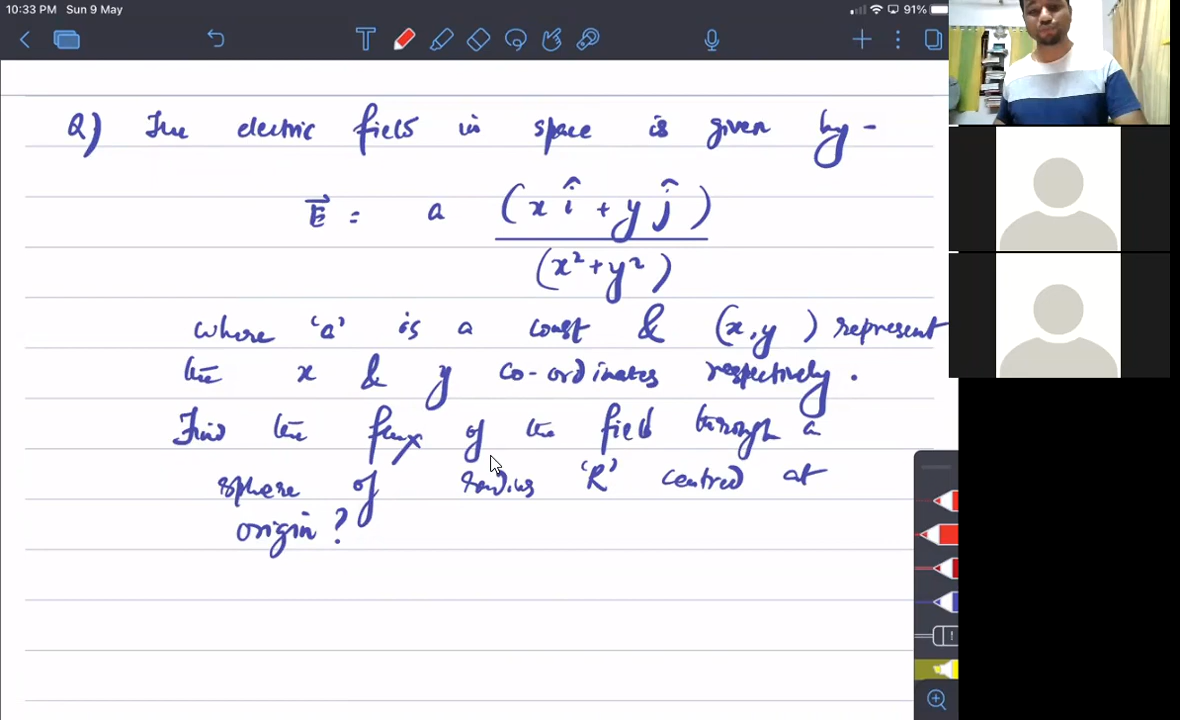 10:33 PM Sun 9 May
91%
T
Q) The electric field in space is given by -
E⃗ = a (x î + y ĵ)
(x² + y²)
where 'a' is a const & (x, y) represent
the x & y co-ordinates respectively.
Find the flux of the field through a
sphere of radius 'R' centred at
origin?